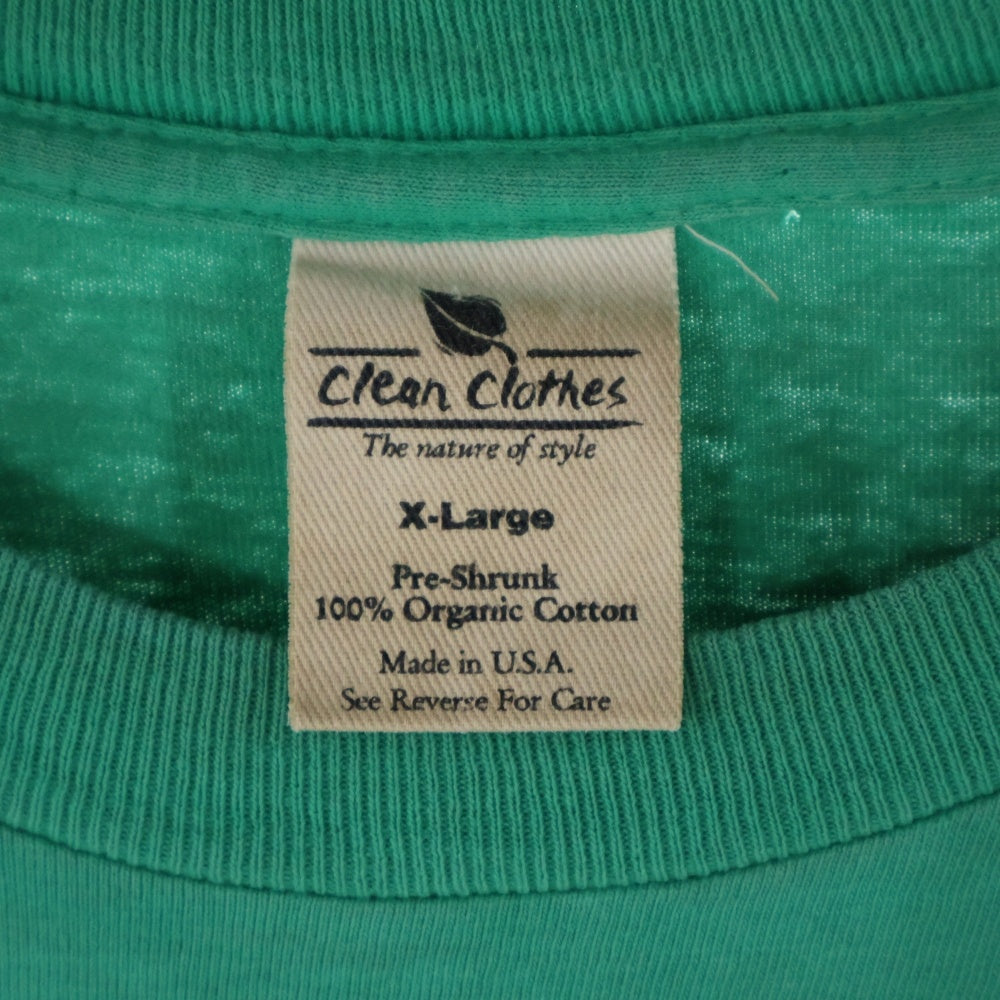 Clean Clothes
The nature of style
X-Large
Pre-Shrunk
100% Organic Cotton
Made in U.S.A.
See Reverse For Care